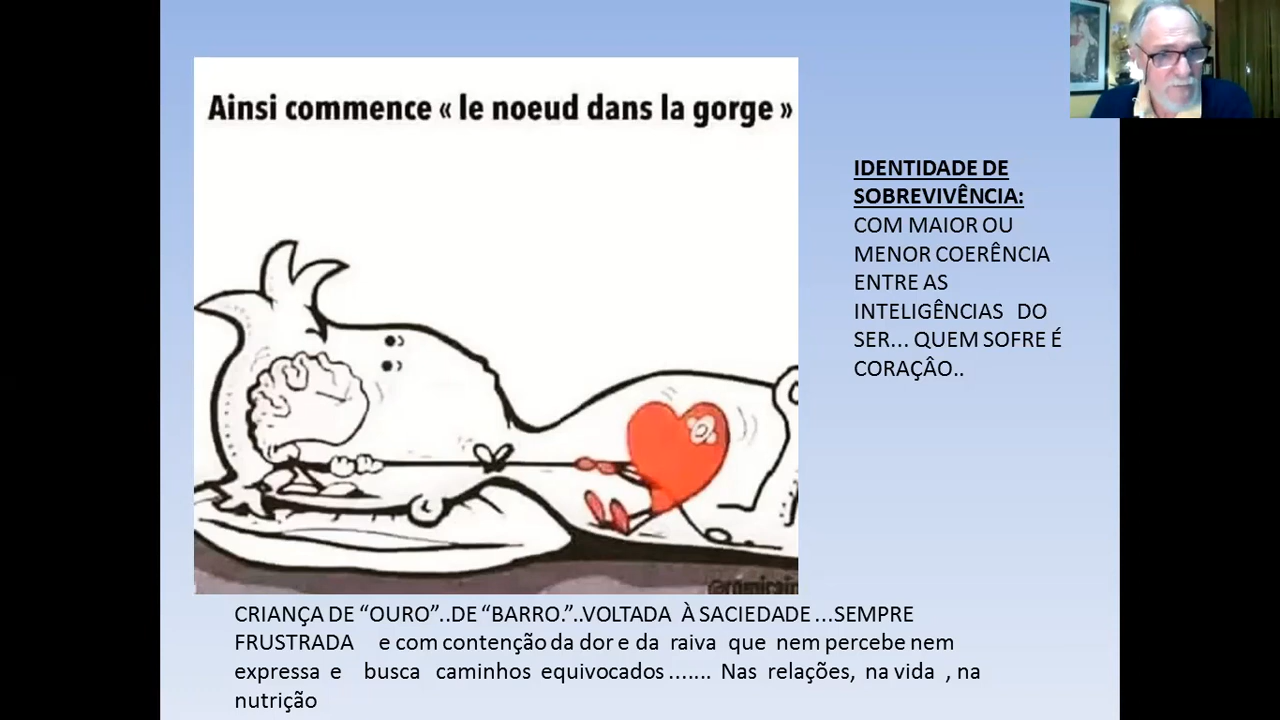 Ainsi commence « le noeud dans la gorge »
IDENTIDADE DE
SOBREVIVÊNCIA:
COM MAIOR OU
MENOR COERÊNCIA
ENTRE AS
INTELIGÊNCIAS DO
SER... QUEM SOFRE É
CORAÇÂO..
CRIANÇA DE “OURO”..DE “BARRO.”..VOLTADA À SACIEDADE ...SEMPRE
FRUSTRADA e com contenção da dor e da raiva que nem percebe nem
expressa e busca caminhos equivocados ....... Nas relações, na vida , na
nutrição